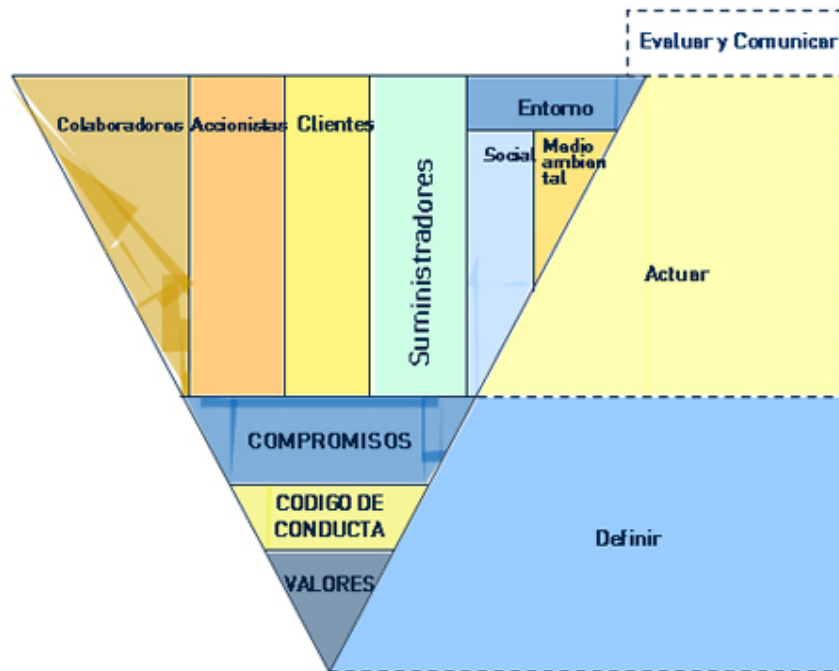 Evaluar y Comunicar
Entorno
Colaboradores Accionistas Clientes
Social
Medio
ambien
tal
Suministradores
Actuar
COMPROMISOS
CODIGO DE
CONDUCTA
Definir
VALORES